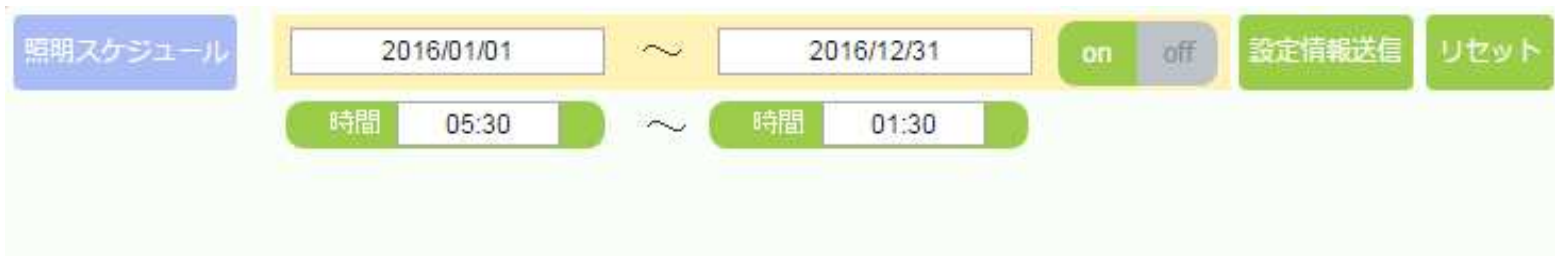 照明スケジュール 2016/01/01 ～ 2016/12/31 on off 設定情報送信 リセット
時間 05:30 ～ 時間 01:30